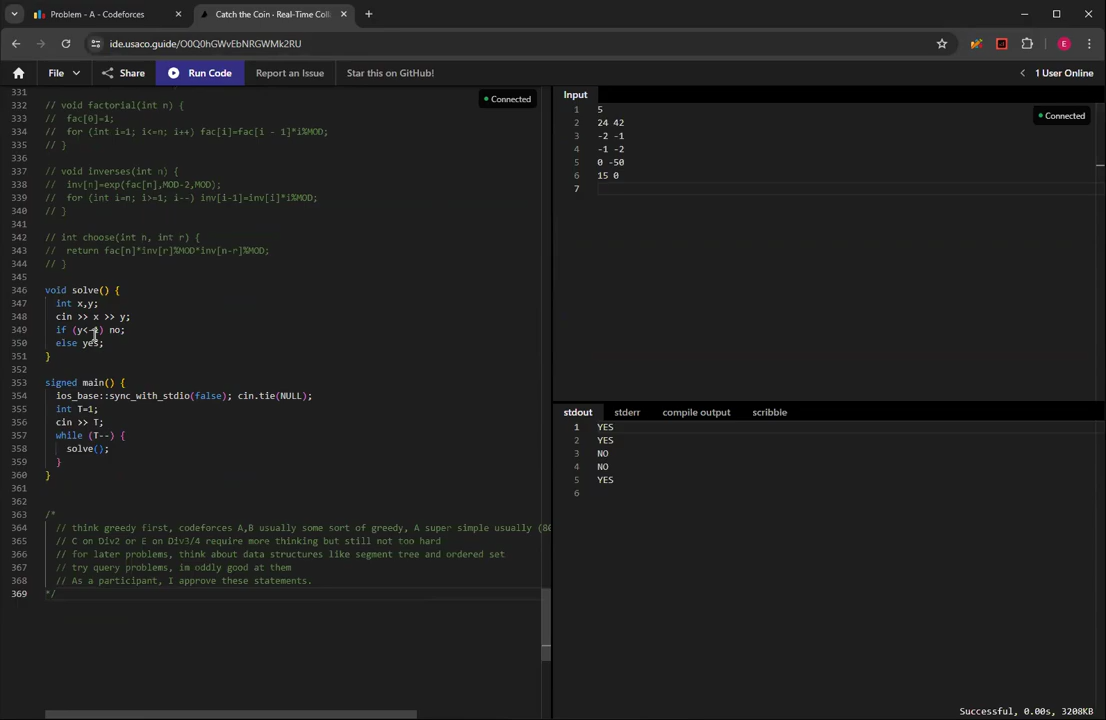 Problem - A - Codeforces
Catch the Coin - Real-Time Coll
ide.usaco.guide/O0Q0hGWvEbNRGWMk2RU
E
File Share Run Code Report an Issue Star this on GitHub! 1 User Online
Connected
331
332 // void factorial(int n) {
333 //  fac[0]=1;
334 //  for (int i=1; i<=n; i++) fac[i]=fac[i - 1]*i%MOD;
335 // }
336
337 // void inverses(int n) {
338 //  inv[n]=exp(fac[n],MOD-2,MOD);
339 //  for (int i=n; i>=1; i--) inv[i-1]=inv[i]*i%MOD;
340 // }
341
342 // int choose(int n, int r) {
343 //  return fac[n]*inv[r]%MOD*inv[n-r]%MOD;
344 // }
345
346 void solve() {
347   int x,y;
348   cin >> x >> y;
349   if (y<-1) no;
350   else yes;
351 }
352
353 signed main() {
354   ios_base::sync_with_stdio(false); cin.tie(NULL);
355   int T=1;
356   cin >> T;
357   while (T--) {
358     solve();
359   }
360 }
361
362
363 /*
364   // think greedy first, codeforces A,B usually some sort of greedy, A super simple usually (80
365   // C on Div2 or E on Div3/4 require more thinking but still not too hard
366   // for later problems, think about data structures like segment tree and ordered set
367   // try query problems, im oddly good at them
368   // As a participant, I approve these statements.
369 */
Input
Connected
1 5
2 24 42
3 -2 -1
4 -1 -2
5 0 -50
6 15 0
7
stdout stderr compile output scribble
1 YES
2 YES
3 NO
4 NO
5 YES
6
Successful, 0.00s, 3208KB